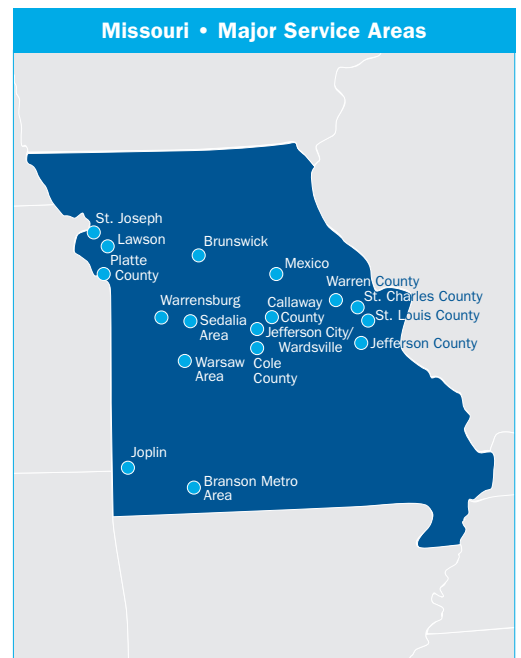 Missouri • Major Service Areas
St. Joseph
Lawson
Platte
County
Brunswick
Mexico
Warren County
St. Charles County
St. Louis County
Jefferson County
Warrensburg
Sedalia
Area
Callaway
County
Jefferson City/
Wardsville
Warsaw
Area
Cole
County
Joplin
Branson Metro
Area